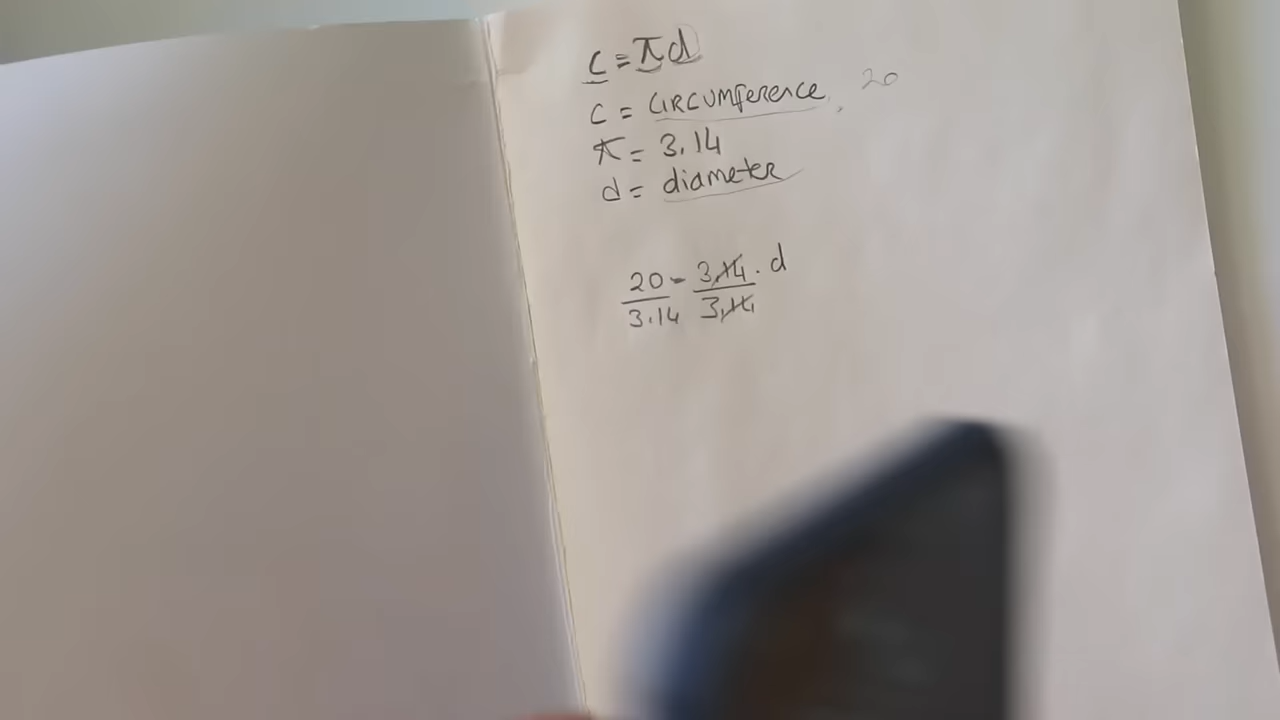 C = πd
C = CIRCUMference, 20
π = 3.14
d = diameter
20 = 3.14 . d
3.14 3.14